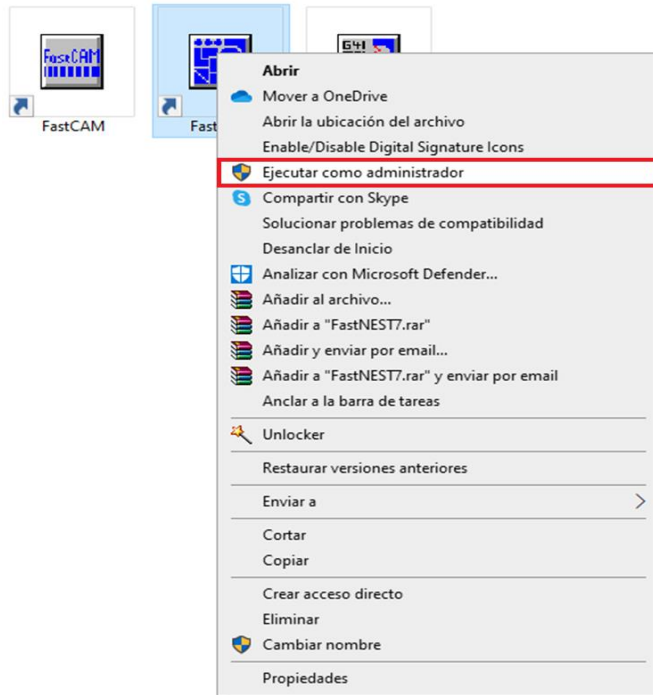 FastCAM
G41
FastCAM
Fast
Abrir
Mover a OneDrive
Abrir la ubicación del archivo
Enable/Disable Digital Signature Icons
Ejecutar como administrador
Compartir con Skype
Solucionar problemas de compatibilidad
Desanclar de Inicio
Analizar con Microsoft Defender...
Añadir al archivo...
Añadir a "FastNEST7.rar"
Añadir y enviar por email...
Añadir a "FastNEST7.rar" y enviar por email
Anclar a la barra de tareas
Unlocker
Restaurar versiones anteriores
Enviar a
Cortar
Copiar
Crear acceso directo
Eliminar
Cambiar nombre
Propiedades